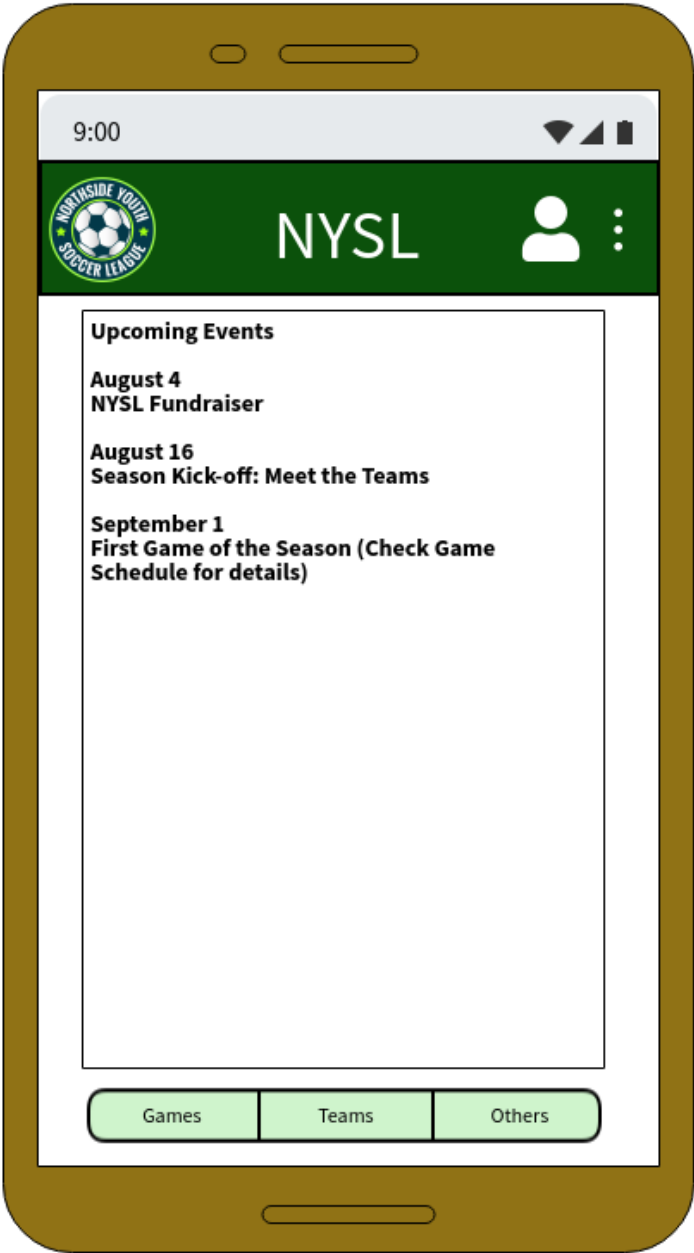 9:00
NORTHSIDE YOUTH
SOCCER LEAGUE
NYSL
Upcoming Events
August 4
NYSL Fundraiser
August 16
Season Kick-off: Meet the Teams
September 1
First Game of the Season (Check Game
Schedule for details)
Games
Teams
Others